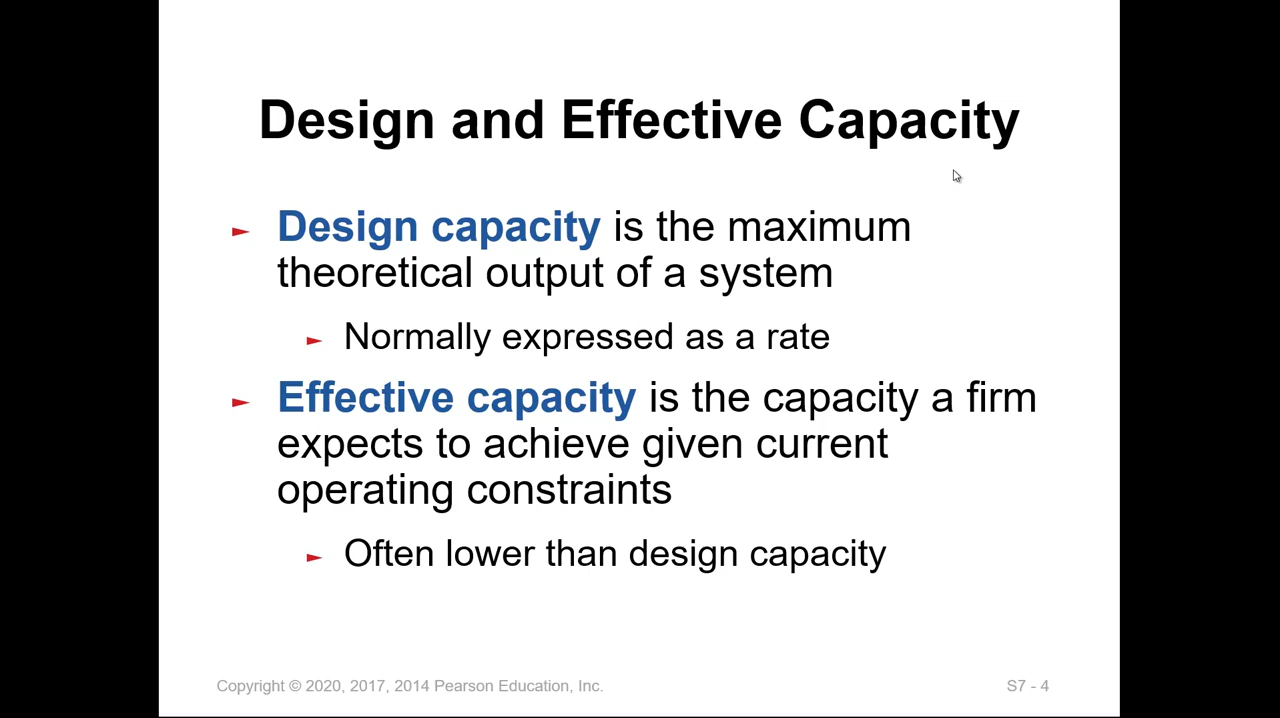 Design and Effective Capacity
► Design capacity is the maximum
theoretical output of a system
► Normally expressed as a rate
► Effective capacity is the capacity a firm
expects to achieve given current
operating constraints
► Often lower than design capacity
Copyright © 2020, 2017, 2014 Pearson Education, Inc.
S7 - 4